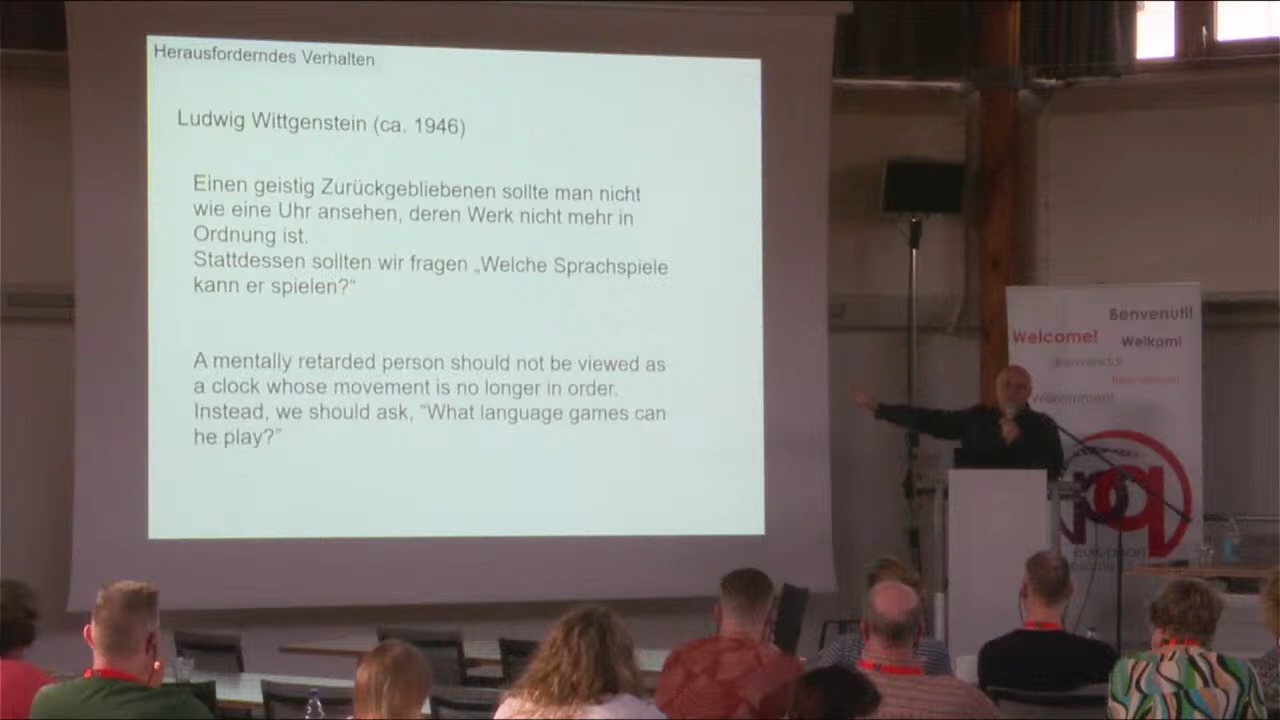 Herausforderndes Verhalten
Ludwig Wittgenstein (ca. 1946)
Einen geistig Zurückgebliebenen sollte man nicht
wie eine Uhr ansehen, deren Werk nicht mehr in
Ordnung ist.
Stattdessen sollten wir fragen „Welche Sprachspiele
kann er spielen?“
A mentally retarded person should not be viewed as
a clock whose movement is no longer in order.
Instead, we should ask, “What language games can
he play?”
Benvenuti!
Welcome! Welkom!
Willkommen!
european